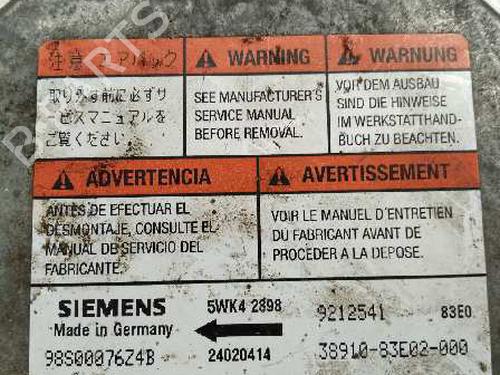 注意 エアバック
取り外す前に必ずサ
ービスマニュアルを
ご覧ください。
WARNING
SEE MANUFACTURER'S
SERVICE MANUAL
BEFORE REMOVAL.
WARNUNG
VOR DEM AUSBAU
SIND DIE HINWEISE
IM WERKSTATTHAND-
BUCH ZU BEACHTEN.
ADVERTENCIA
ANTES DE EFECTUAR EL
DESMONTAJE, CONSULTE EL
MANUAL DE SERVICIO DEL
FABRICANTE.
AVERTISSEMENT
VOIR LE MANUEL D'ENTRETIEN
DU FABRICANT AVANT DE
PROCEDER A LA DEPOSE.
SIEMENS 5WK4 2898 9212541 83E0
Made in Germany
98S00076Z4B 24020414 38910-83E02-000